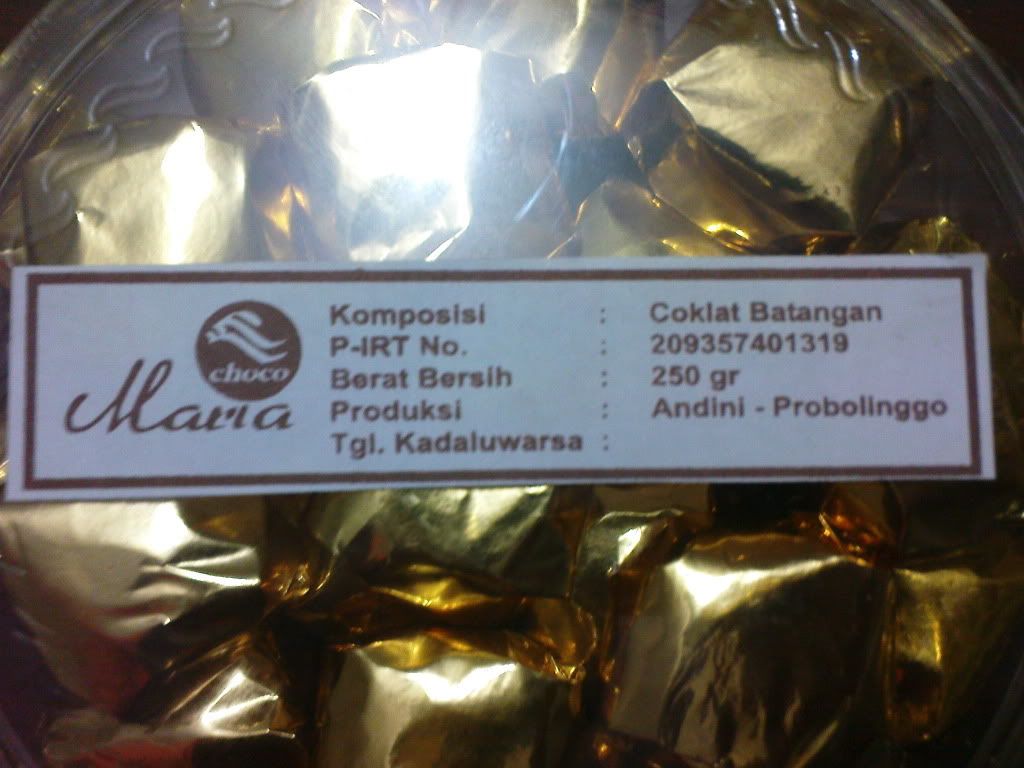 choco
Maria
Komposisi : Coklat Batangan
P-IRT No. : 209357401319
Berat Bersih : 250 gr
Produksi : Andini - Probolinggo
Tgl. Kadaluwarsa :